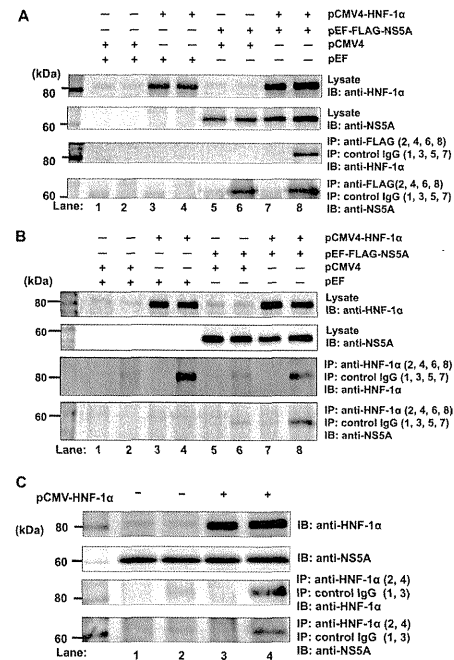 A
− − + + − − + + pCMV4-HNF-1α
− − − − + + + + pEF-FLAG-NS5A
+ + − − + + − − pCMV4
+ + + + − − − − pEF
(kDa)
80 Lysate
IB: anti-HNF-1α
60 Lysate
IB: anti-NS5A
80 IP: anti-FLAG (2, 4, 6, 8)
IP: control IgG (1, 3, 5, 7)
IB: anti-HNF-1α
60 IP: anti-FLAG(2, 4, 6, 8)
IP: control IgG (1, 3, 5, 7)
IB: anti-NS5A
Lane: 1 2 3 4 5 6 7 8
B
− − + + − − + + pCMV4-HNF-1α
− − − − + + + + pEF-FLAG-NS5A
+ + − − + + − − pCMV4
+ + + + − − − − pEF
(kDa)
80 Lysate
IB: anti-HNF-1α
60 Lysate
IB: anti-NS5A
80 IP: anti-HNF-1α (2, 4, 6, 8)
IP: control IgG (1, 3, 5, 7)
IB: anti-HNF-1α
60 IP: anti-HNF-1α (2, 4, 6, 8)
IP: control IgG (1, 3, 5, 7)
IB: anti-NS5A
Lane: 1 2 3 4 5 6 7 8
C
pCMV-HNF-1α − − + +
(kDa)
80 IB: anti-HNF-1α
60 IB: anti-NS5A
80 IP: anti-HNF-1α (2, 4)
IP: control IgG (1, 3)
IB: anti-HNF-1α
60 IP: anti-HNF-1α (2, 4)
IP: control IgG (1, 3)
IB: anti-NS5A
Lane: 1 2 3 4